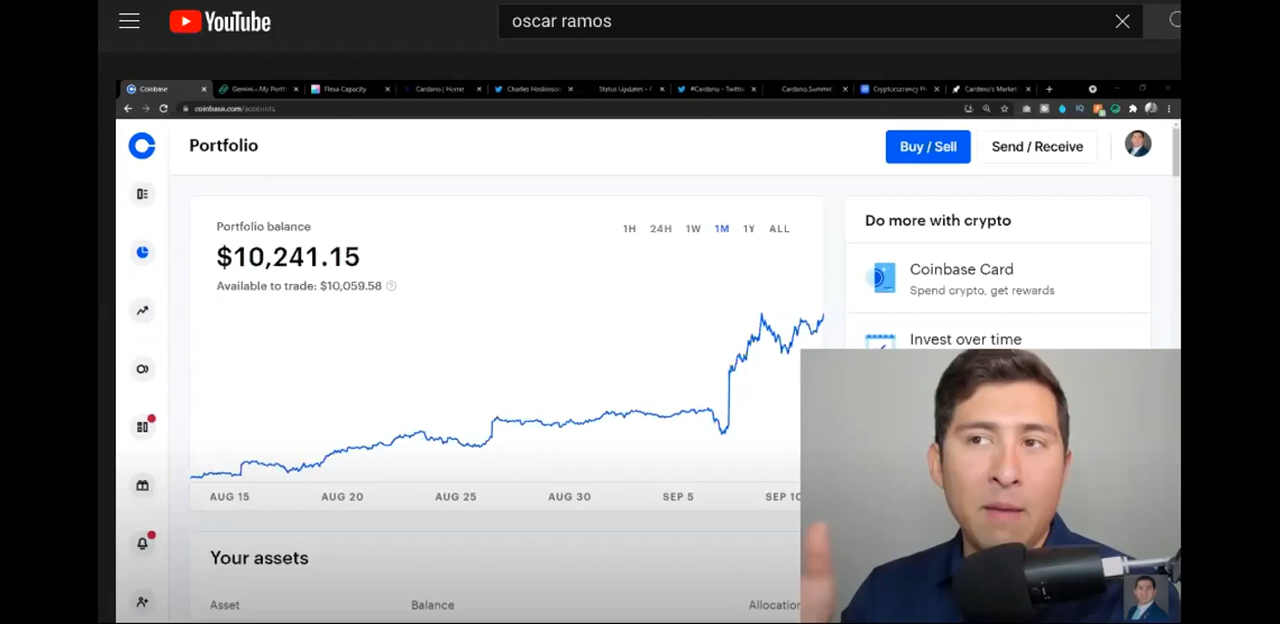 YouTube
oscar ramos
Coinbase
Flexa Capacity
Cardano | Home
Charles Hoskinson
Status Updates -
#Cardano - Twitte
Cardano Summit
Cryptocurrency Pr
Cardano's Market
coinbase.com/accounts
Portfolio
Buy / Sell
Send / Receive
Portfolio balance
1H 24H 1W 1M 1Y ALL
$10,241.15
Available to trade: $10,059.58
Do more with crypto
Coinbase Card
Spend crypto, get rewards
Invest over time
AUG 15 AUG 20 AUG 25 AUG 30 SEP 5 SEP 10
Your assets
Asset Balance Allocation